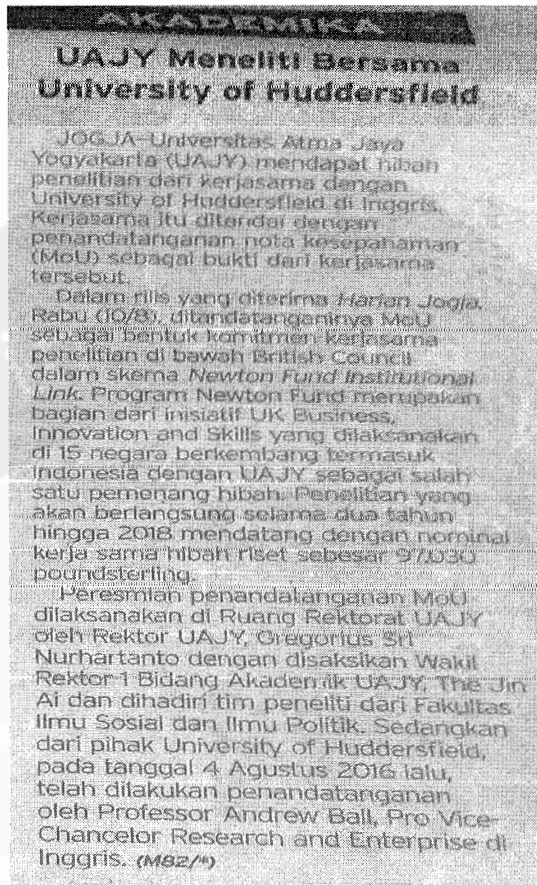 AKADEMIKA
UAJY Meneliti Bersama
University of Huddersfield
JOGJA-Universitas Atma Jaya
Yogyakarta (UAJY) mendapat hibah
penelitian dari kerjasama dengan
University of Huddersfield di Inggris.
Kerjasama itu ditandai dengan
penandatanganan nota kesepahaman
(MoU) sebagai bukti dari kerjasama
tersebut.
Dalam rilis yang diterima Harian Jogja,
Rabu (10/8), ditandatanganinya MoU
sebagai bentuk komitmen kerjasama
penelitian di bawah British Council
dalam skema Newton Fund Institutional
Link. Program Newton Fund merupakan
bagian dari inisiatif UK Business,
Innovation and Skills yang dilaksanakan
di 15 negara berkembang termasuk
Indonesia dengan UAJY sebagai salah
satu pemenang hibah. Penelitian yang
akan berlangsung selama dua tahun
hingga 2018 mendatang dengan nominal
kerja sama hibah riset sebesar 97.030
poundsterling.
Peresmian penandatanganan MoU
dilaksanakan di Ruang Rektorat UAJY
oleh Rektor UAJY, Gregorius Sri
Nurhartanto dengan disaksikan Wakil
Rektor 1 Bidang Akademik UAJY, The Jin
Ai dan dihadiri tim peneliti dari Fakultas
Ilmu Sosial dan Ilmu Politik. Sedangkan
dari pihak University of Huddersfield,
pada tanggal 4 Agustus 2016 lalu,
telah dilakukan penandatanganan
oleh Professor Andrew Ball, Pro Vice-
Chancelor Research and Enterprise di
Inggris. (M82/*)